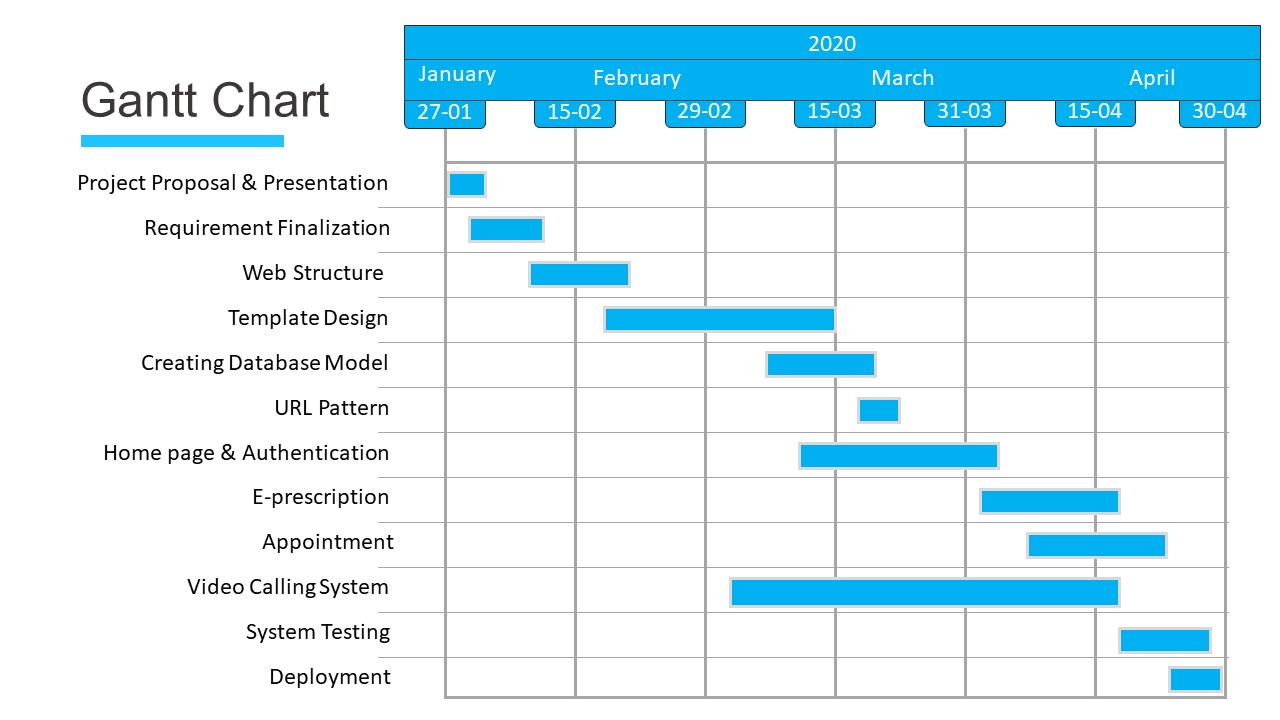 2020
January February March April
Gantt Chart
27-01 15-02 29-02 15-03 31-03 15-04 30-04
Project Proposal & Presentation
Requirement Finalization
Web Structure
Template Design
Creating Database Model
URL Pattern
Home page & Authentication
E-prescription
Appointment
Video Calling System
System Testing
Deployment